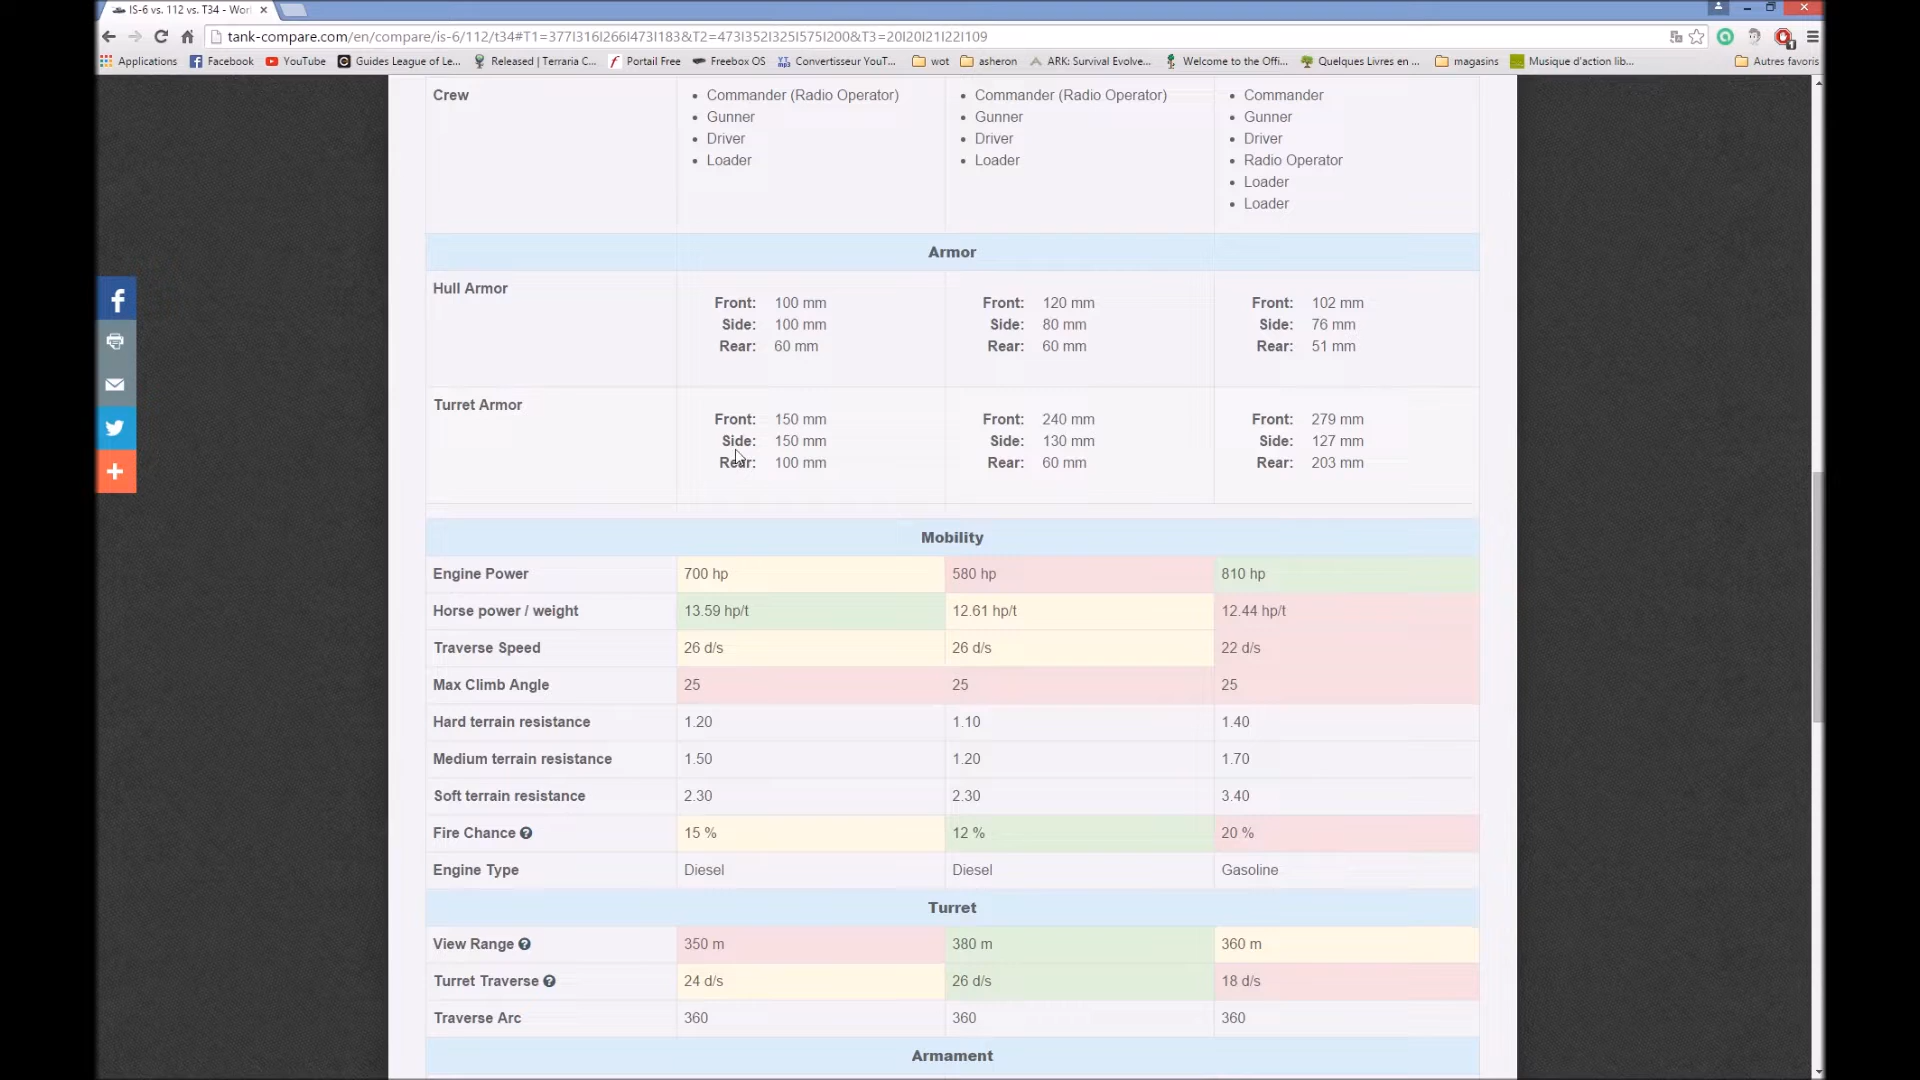 IS-6 vs. 112 vs. T34 - Worl
tank-compare.com/en/compare/is-6/112/t34#T1=377l316l266l473l183&T2=473l352l325l575l200&T3=20l20l21l22l109
Applications Facebook YouTube Guides League of Le... Released | Terraria C... Portail Free Freebox OS Convertisseur YouT... wot asheron ARK: Survival Evolve... Welcome to the Offi... Quelques Livres en ... magasins Musique d'action lib... Autres favoris
Crew
Commander (Radio Operator) Commander (Radio Operator) Commander
Gunner Gunner Gunner
Driver Driver Driver
Loader Loader Radio Operator
Loader
Loader
Armor
Hull Armor
Front: 100 mm Front: 120 mm Front: 102 mm
Side: 100 mm Side: 80 mm Side: 76 mm
Rear: 60 mm Rear: 60 mm Rear: 51 mm
Turret Armor
Front: 150 mm Front: 240 mm Front: 279 mm
Side: 150 mm Side: 130 mm Side: 127 mm
Rear: 100 mm Rear: 60 mm Rear: 203 mm
Mobility
Engine Power 700 hp 580 hp 810 hp
Horse power / weight 13.59 hp/t 12.61 hp/t 12.44 hp/t
Traverse Speed 26 d/s 26 d/s 22 d/s
Max Climb Angle 25 25 25
Hard terrain resistance 1.20 1.10 1.40
Medium terrain resistance 1.50 1.20 1.70
Soft terrain resistance 2.30 2.30 3.40
Fire Chance ? 15 % 12 % 20 %
Engine Type Diesel Diesel Gasoline
Turret
View Range ? 350 m 380 m 360 m
Turret Traverse ? 24 d/s 26 d/s 18 d/s
Traverse Arc 360 360 360
Armament